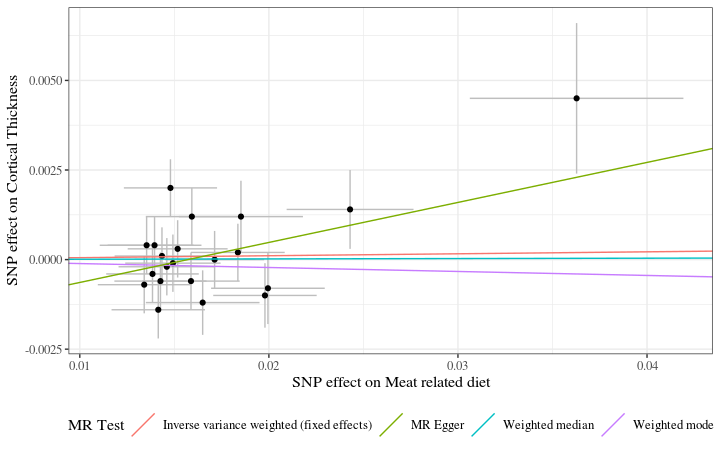 SNP effect on Cortical Thickness
0.0050
0.0025
0.0000
-0.0025
0.01 0.02 0.03 0.04
SNP effect on Meat related diet
MR Test Inverse variance weighted (fixed effects) MR Egger Weighted median Weighted mode